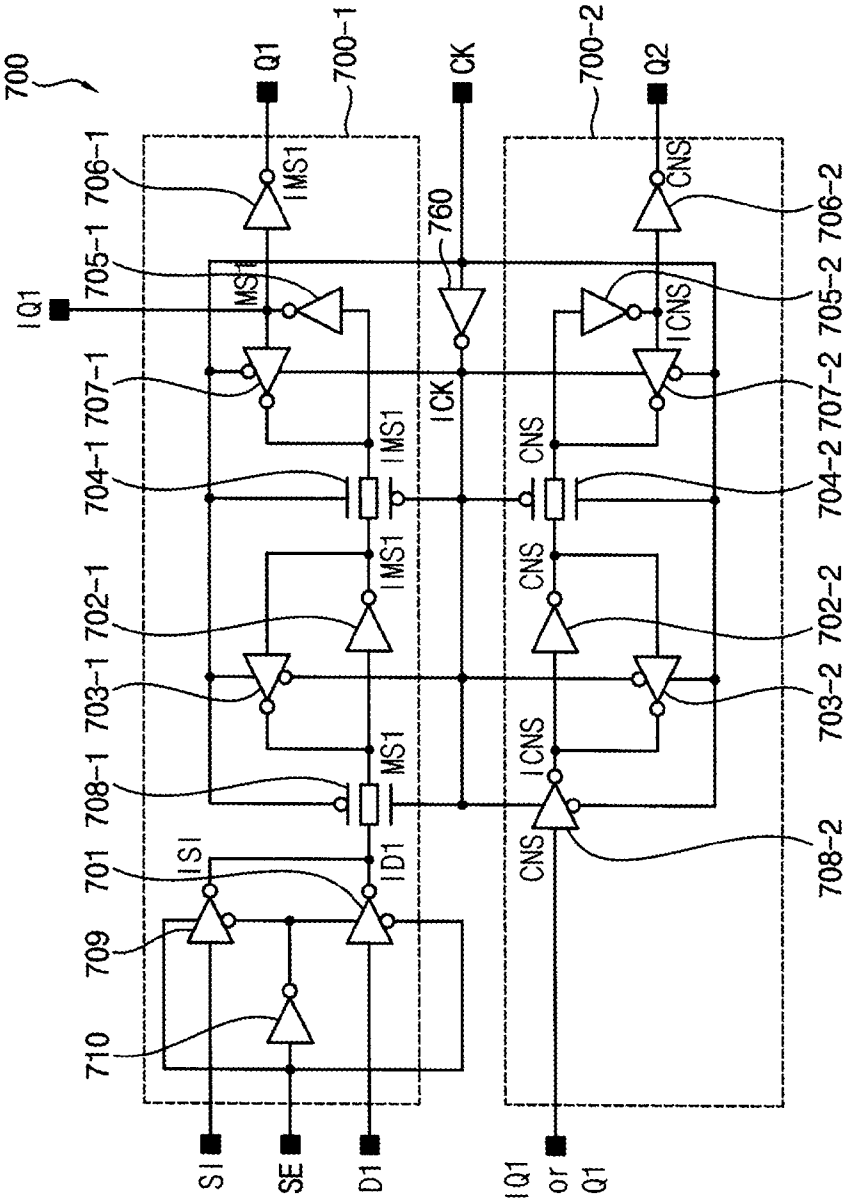 700
IQ1
710
709
701
708-1
703-1
702-1
704-1
707-1
705-1
706-1
SI
ISI
MS1
Q1
SE
IMS1
700-1
D1
ID1
MS1
IMS1
IMS1
ICK
760
CK
IQ1
or
Q1
CNS
ICNS
CNS
CNS
700-2
Q2
ICNS
CNS
708-2
703-2
702-2
704-2
707-2
705-2
706-2